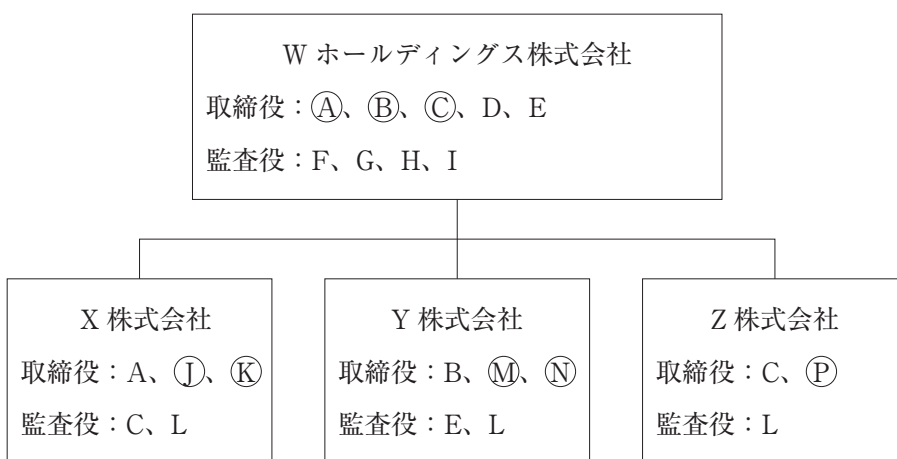 W ホールディングス株式会社
取締役：Ⓐ、Ⓑ、Ⓒ、D、E
監査役：F、G、H、I
X 株式会社
取締役：A、Ⓙ、Ⓚ
監査役：C、L
Y 株式会社
取締役：B、Ⓜ、Ⓝ
監査役：E、L
Z 株式会社
取締役：C、Ⓟ
監査役：L